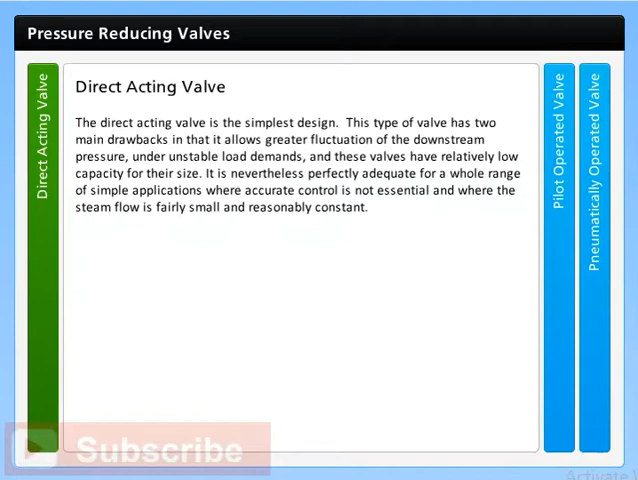 Pressure Reducing Valves
Direct Acting Valve
Direct Acting Valve
The direct acting valve is the simplest design.  This type of valve has two
main drawbacks in that it allows greater fluctuation of the downstream
pressure, under unstable load demands, and these valves have relatively low
capacity for their size. It is nevertheless perfectly adequate for a whole range
of simple applications where accurate control is not essential and where the
steam flow is fairly small and reasonably constant.
Pilot Operated Valve
Pneumatically Operated Valve
Subscribe
Activate